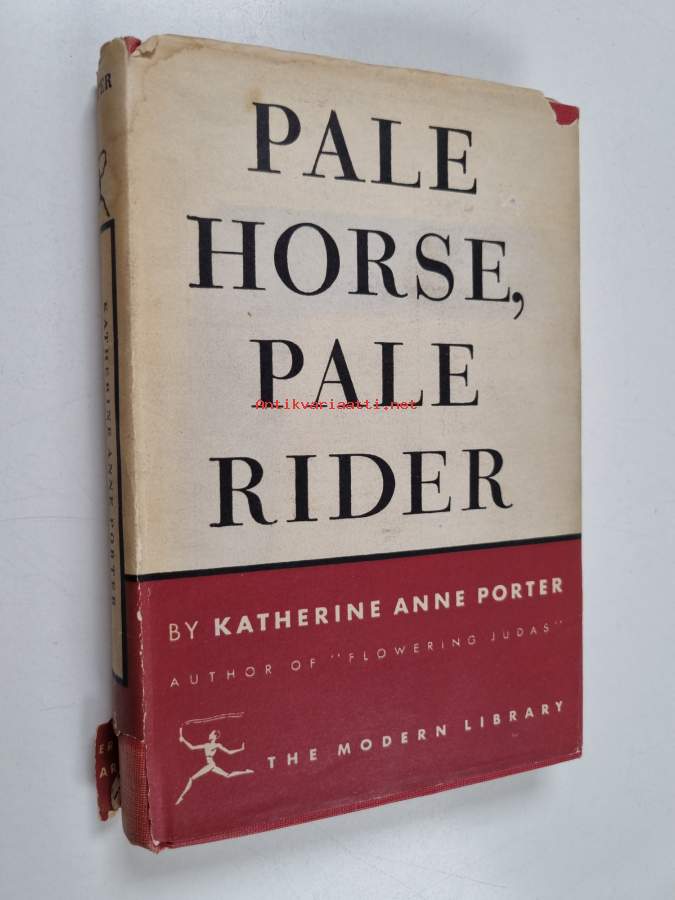 PALE
HORSE,
PALE
Antikvariaatti.net
RIDER
BY KATHERINE ANNE PORTER
AUTHOR OF "FLOWERING JUDAS"
THE MODERN LIBRARY
KATHERINE ANNE PORTER